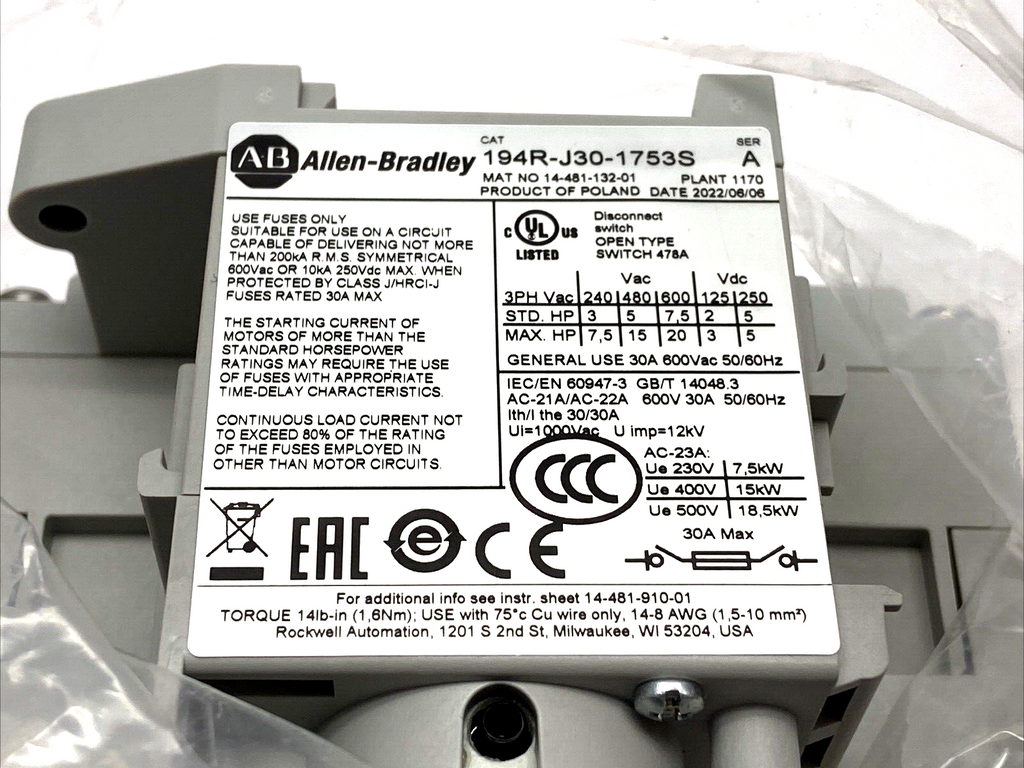 A-B Allen-Bradley
CAT
194R-J30-1753S
SER
A
MAT NO 14-481-132-01 PLANT 1170
PRODUCT OF POLAND DATE 2022/06/06
USE FUSES ONLY
SUITABLE FOR USE ON A CIRCUIT
CAPABLE OF DELIVERING NOT MORE
THAN 200kA R.M.S. SYMMETRICAL
600Vac OR 10kA 250Vdc MAX. WHEN
PROTECTED BY CLASS J/HRCI-J
FUSES RATED 30A MAX
THE STARTING CURRENT OF
MOTORS OF MORE THAN THE
STANDARD HORSEPOWER
RATINGS MAY REQUIRE THE USE
OF FUSES WITH APPROPRIATE
TIME-DELAY CHARACTERISTICS.
CONTINUOUS LOAD CURRENT NOT
TO EXCEED 80% OF THE RATING
OF THE FUSES EMPLOYED IN
OTHER THAN MOTOR CIRCUITS.
C UL US
LISTED
Disconnect
switch
OPEN TYPE
SWITCH 478A
Vac Vdc
3PH Vac 240 480 600 125 250
STD. HP 3 5 7,5 2 5
MAX. HP 7,5 15 20 3 5
GENERAL USE 30A 600Vac 50/60Hz
IEC/EN 60947-3 GB/T 14048.3
AC-21A/AC-22A 600V 30A 50/60Hz
Ith/I the 30/30A
Ui=1000Vac U imp=12kV
CCC
AC-23A:
Ue 230V 7,5kW
Ue 400V 15kW
Ue 500V 18,5kW
30A Max
EAC e CE
For additional info see instr. sheet 14-481-910-01
TORQUE 14lb-in (1,6Nm); USE with 75°c Cu wire only, 14-8 AWG (1,5-10 mm²)
Rockwell Automation, 1201 S 2nd St, Milwaukee, WI 53204, USA